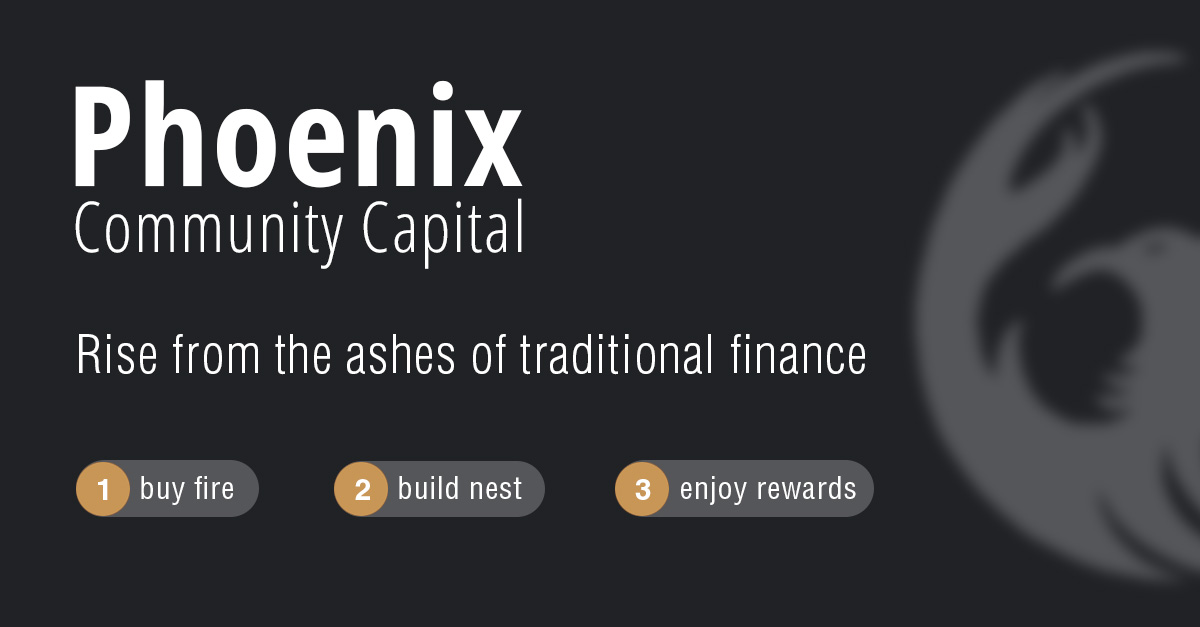 Phoenix
Community Capital
Rise from the ashes of traditional finance
1 buy fire
2 build nest
3 enjoy rewards